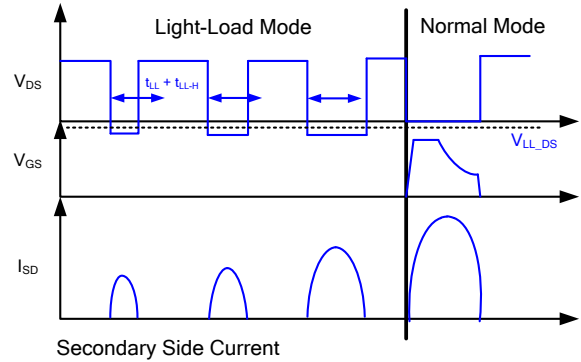 Light-Load Mode
Normal Mode
VDS
tLL + tLL-H
VLL_DS
VGS
ISD
Secondary Side Current